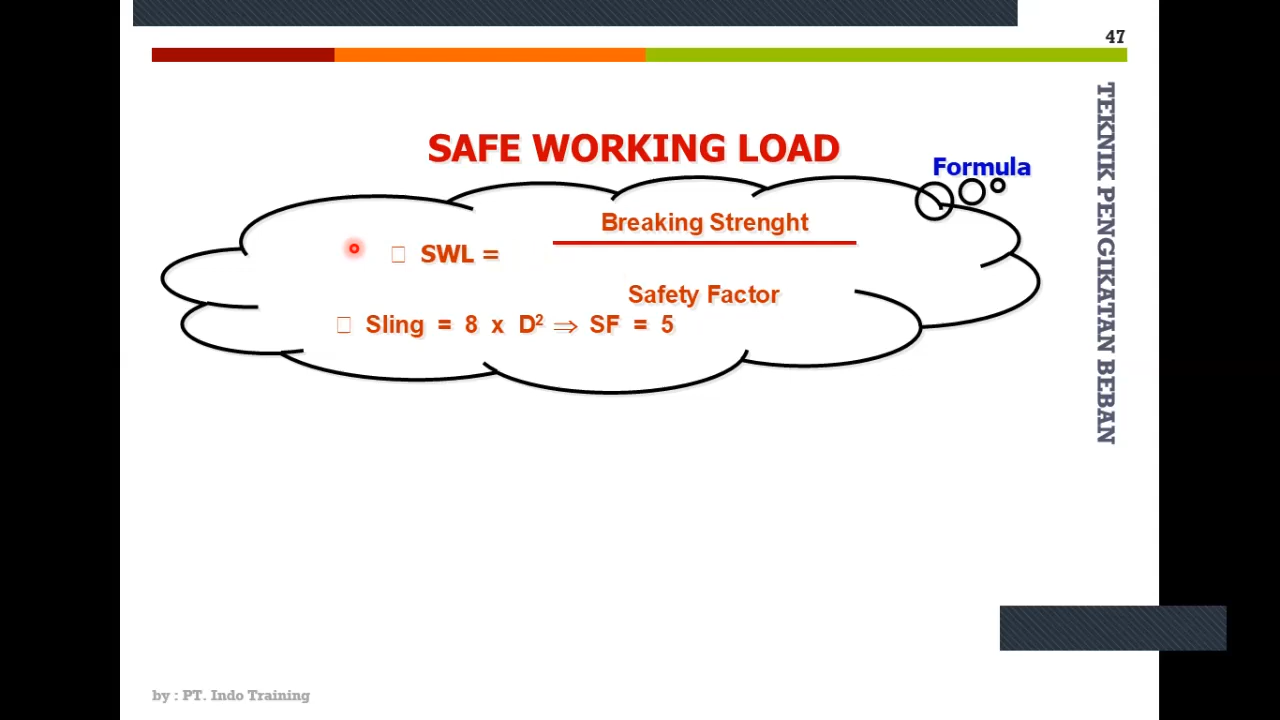 47
TEKNIK PENGIKATAN BEBAN
SAFE WORKING LOAD
Formula
Breaking Strenght
SWL =
Safety Factor
Sling = 8 x D² ⇒ SF = 5
by : PT. Indo Training